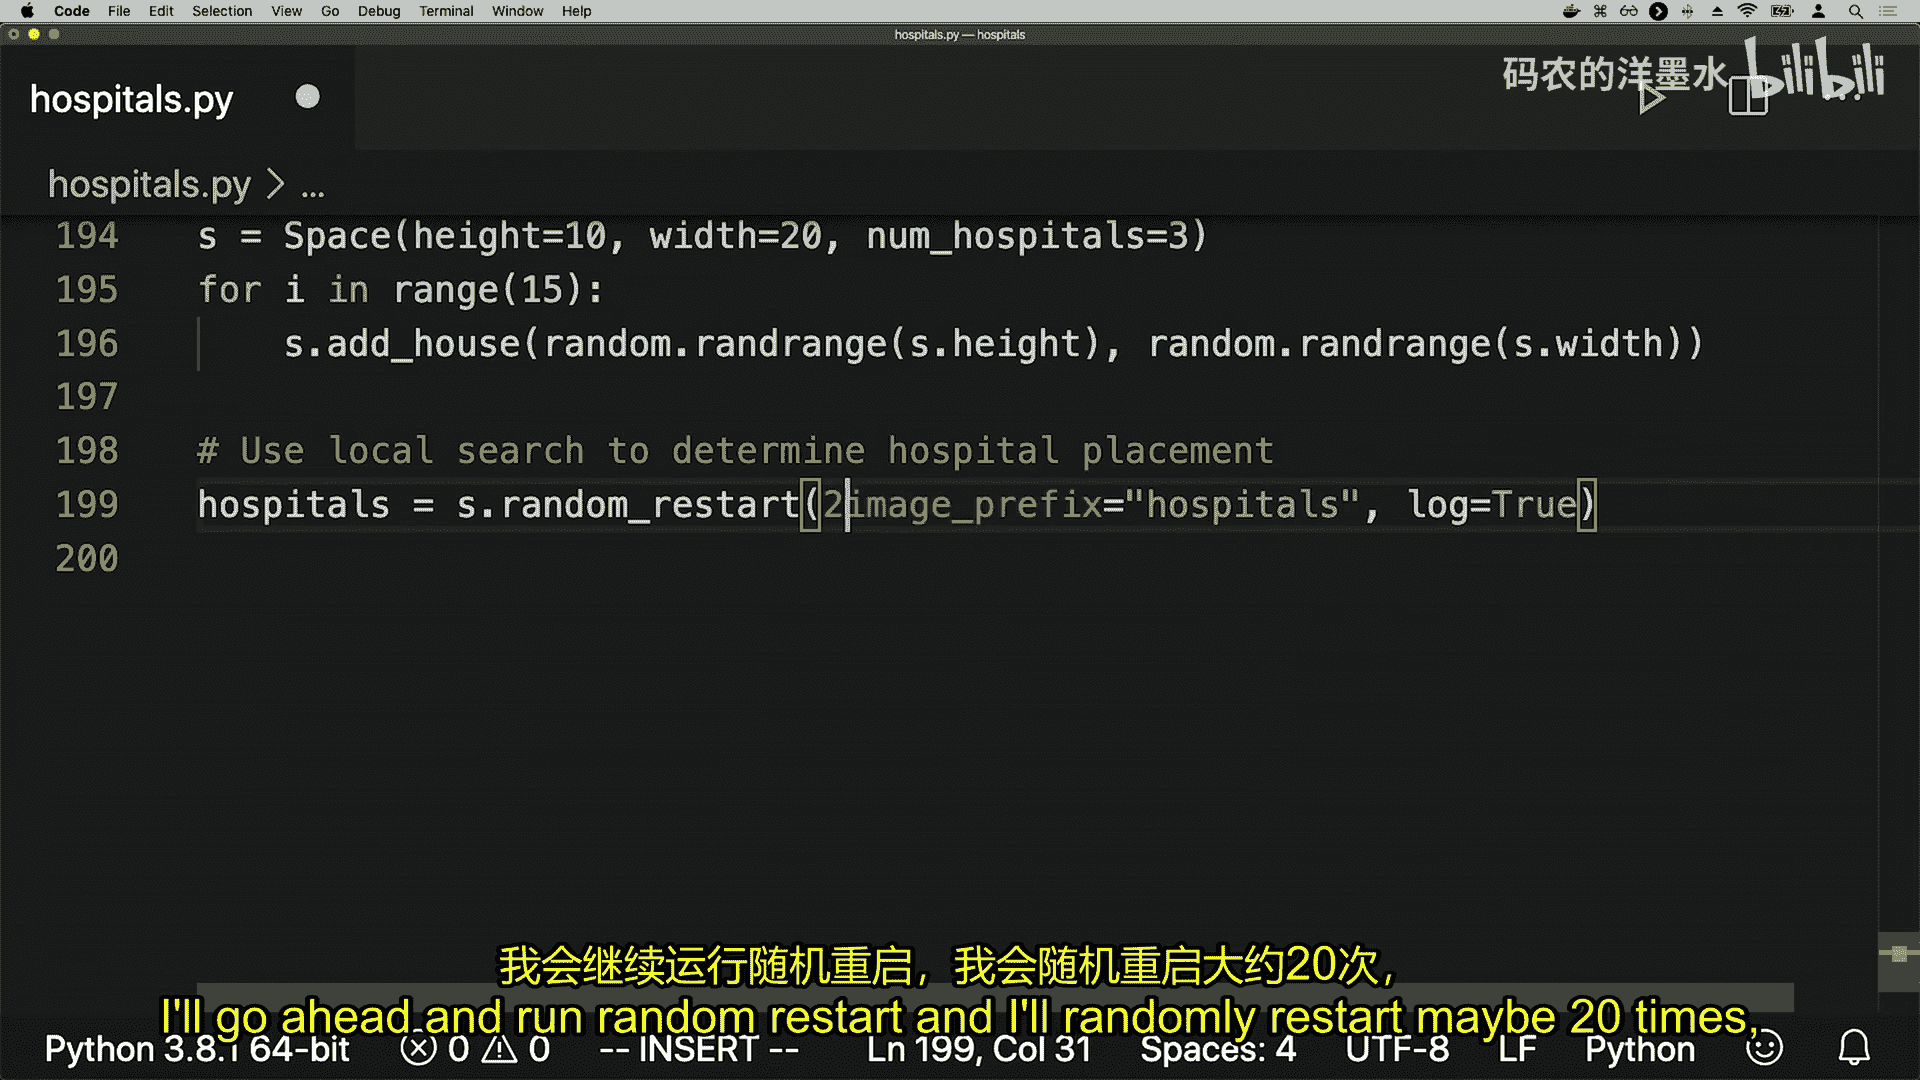 Code File Edit Selection View Go Debug Terminal Window Help
hospitals.py — hospitals
码农的洋墨水 bilibili
hospitals.py
hospitals.py > ...
194 s = Space(height=10, width=20, num_hospitals=3)
195 for i in range(15):
196 s.add_house(random.randrange(s.height), random.randrange(s.width))
197
198 # Use local search to determine hospital placement
199 hospitals = s.random_restart(2image_prefix="hospitals", log=True)
200
我会继续运行随机重启，我会随机重启大约20次，
I'll go ahead and run random restart and I'll randomly restart maybe 20 times,
Python 3.8.1 64-bit 0 0 -- INSERT -- Ln 199, Col 31 Spaces: 4 UTF-8 LF Python